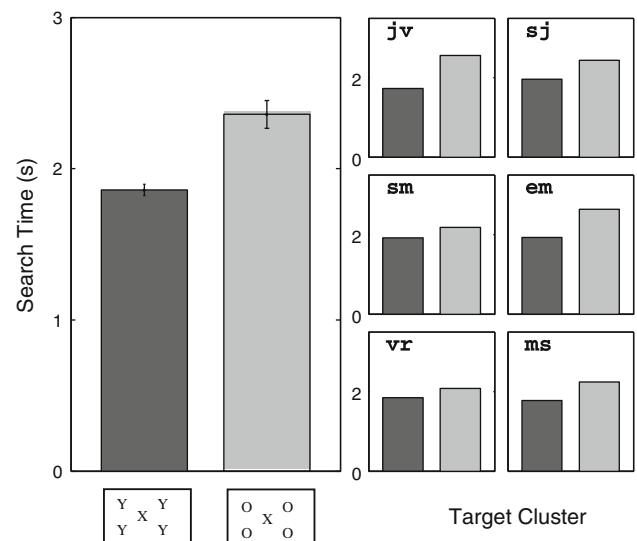 3
2
1
0
Search Time (s)
Y Y
X
Y Y
O O
X
O O
jv
sj
2
0
sm
em
2
0
vr
ms
2
0
Target Cluster